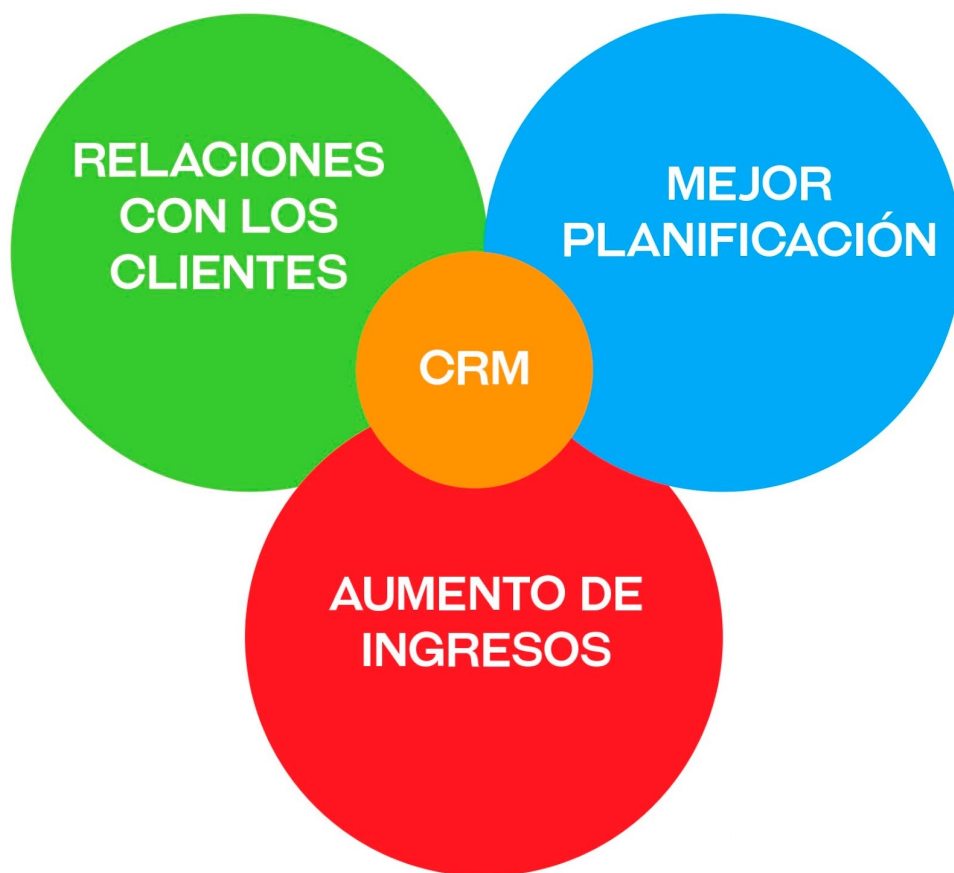 RELACIONES
CON LOS
CLIENTES
MEJOR
PLANIFICACIÓN
CRM
AUMENTO DE
INGRESOS